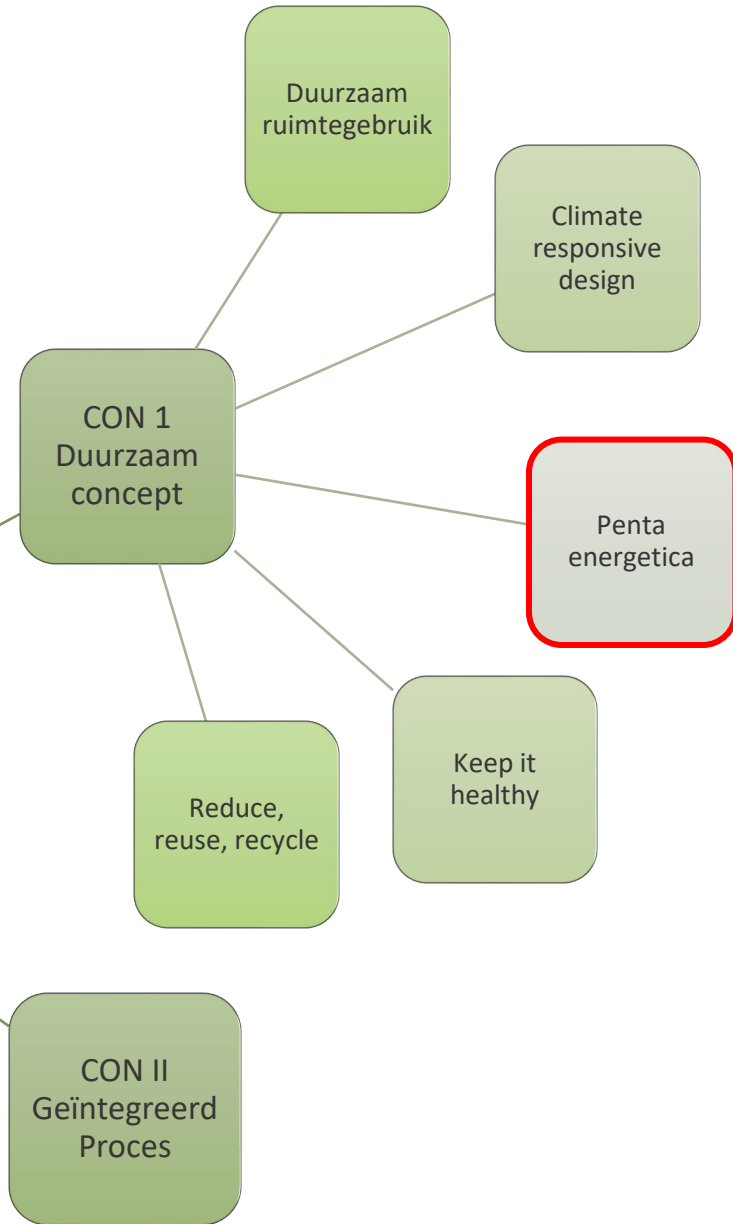 Duurzaam
ruimtegebruik
Climate
responsive
design
CON 1
Duurzaam
concept
Penta
energetica
Keep it
healthy
Reduce,
reuse, recycle
CON II
Geïntegreerd
Proces